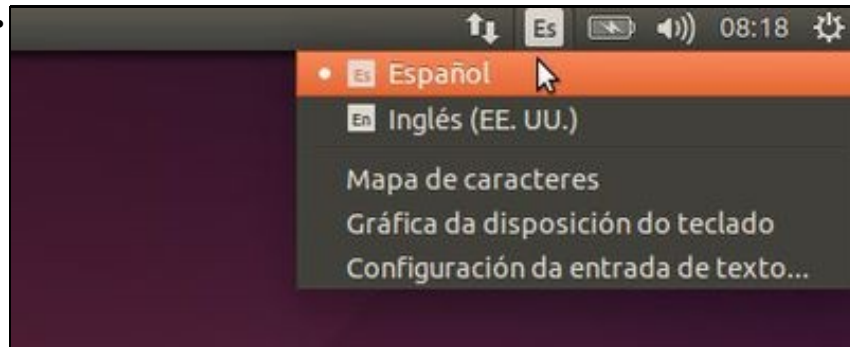 Es 08:18
Es Español
En Inglés (EE. UU.)
Mapa de caracteres
Gráfica da disposición do teclado
Configuración da entrada de texto...